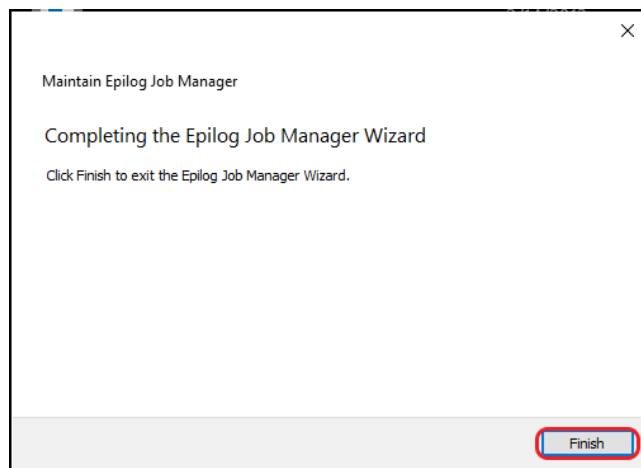 Maintain Epilog Job Manager
Completing the Epilog Job Manager Wizard
Click Finish to exit the Epilog Job Manager Wizard.
Finish